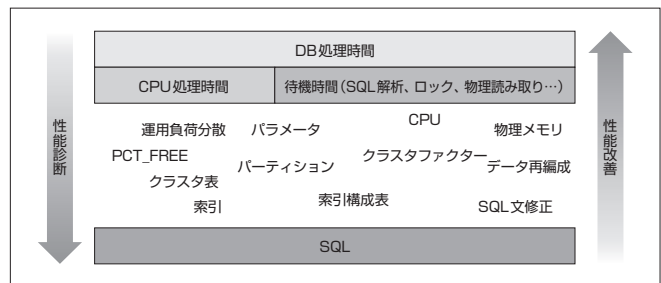 DB処理時間
CPU処理時間
待機時間(SQL解析、ロック、物理読み取り…)
性能診断
性能改善
運用負荷分散
パラメータ
CPU
物理メモリ
PCT_FREE
パーティション
クラスタファクター
データ再編成
クラスタ表
索引
索引構成表
SQL文修正
SQL